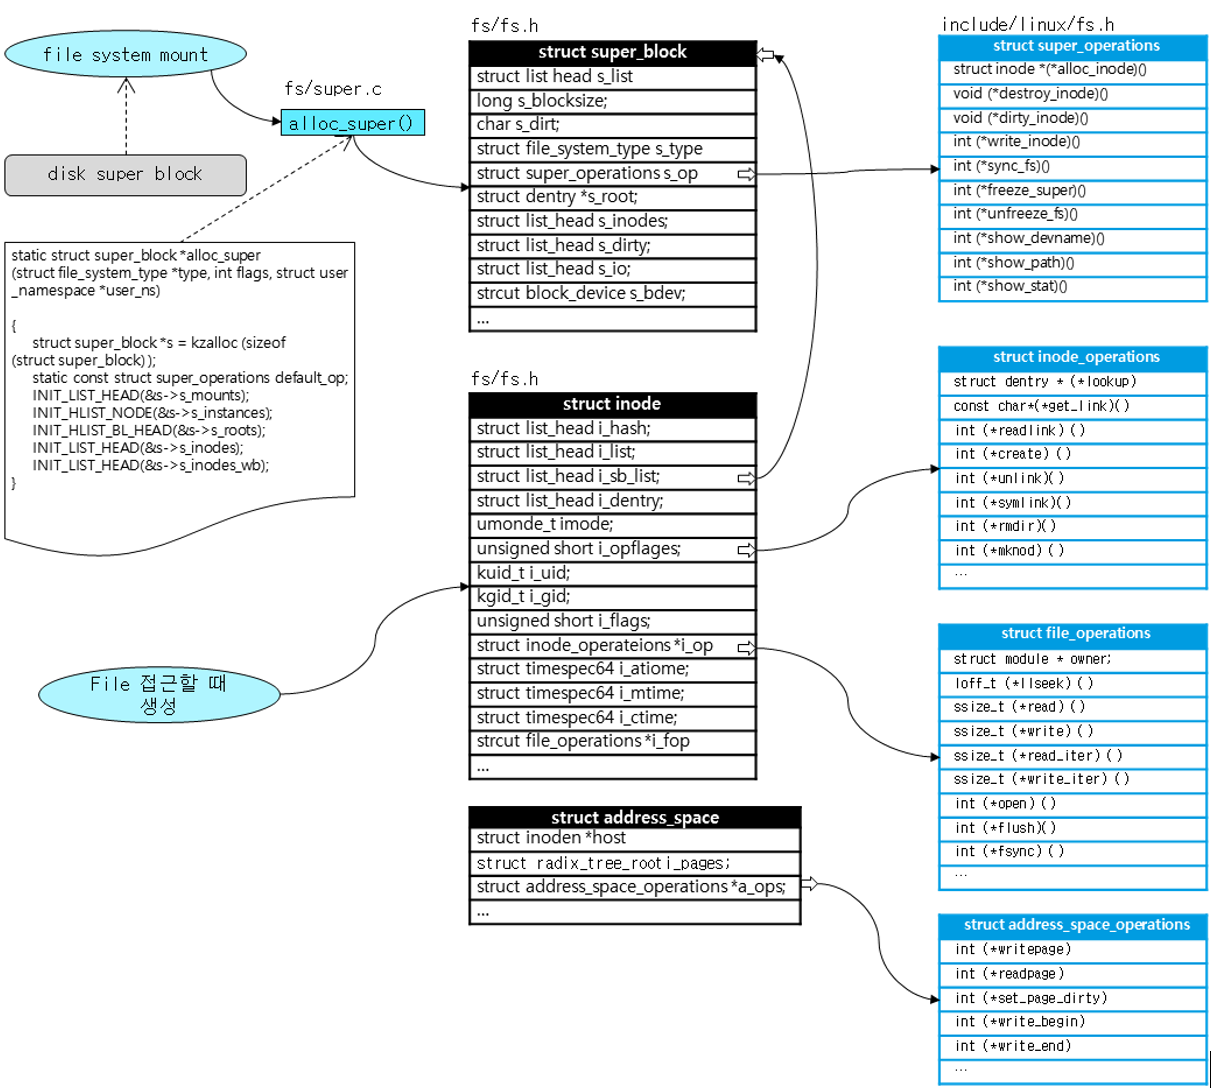 file system mount
disk super block
fs/super.c
alloc_super()
static struct super_block *alloc_super
(struct file_system_type *type, int flags, struct user
_namespace *user_ns)
{
struct super_block *s = kzalloc (sizeof
(struct super_block) );
static const struct super_operations default_op;
INIT_LIST_HEAD(&s->s_mounts);
INIT_HLIST_NODE(&s->s_instances);
INIT_HLIST_BL_HEAD(&s->s_roots);
INIT_LIST_HEAD(&s->s_inodes);
INIT_LIST_HEAD(&s->s_inodes_wb);
}
File 접근할 때
생성
fs/fs.h
struct super_block
struct list head s_list
long s_blocksize;
char s_dirt;
struct file_system_type s_type
struct super_operations s_op
struct dentry *s_root;
struct list_head s_inodes;
struct list_head s_dirty;
struct list_head s_io;
strcut block_device s_bdev;
...
fs/fs.h
struct inode
struct list_head i_hash;
struct list_head i_list;
struct list_head i_sb_list;
struct list_head i_dentry;
umonde_t imode;
unsigned short i_opflages;
kuid_t i_uid;
kgid_t i_gid;
unsigned short i_flags;
struct inode_operateions *i_op
struct timespec64 i_atiome;
struct timespec64 i_mtime;
struct timespec64 i_ctime;
strcut file_operations *i_fop
...
struct address_space
struct inoden *host
struct radix_tree_rooti_pages;
struct address_space_operations *a_ops;
...
include/linux/fs.h
struct super_operations
struct inode *(*alloc_inode)()
void (*destroy_inode)()
void (*dirty_inode)()
int (*write_inode)()
int (*sync_fs)()
int (*freeze_super)()
int (*unfreeze_fs)()
int (*show_devname)()
int (*show_path)()
int (*show_stat)()
struct inode_operations
struct dentry * (*lookup)
const char*(*get_link)()
int (*readlink) ()
int (*create) ()
int (*unlink)()
int (*symlink)()
int (*rmdir)()
int (*mknod) ()
...
struct file_operations
struct module * owner;
loff_t (*llseek) ()
ssize_t (*read) ()
ssize_t (*write) ()
ssize_t (*read_iter) ()
ssize_t (*write_iter) ()
int (*open) ()
int (*flush)()
int (*fsync) ()
...
struct address_space_operations
int (*writepage)
int (*readpage)
int (*set_page_dirty)
int (*write_begin)
int (*write_end)
...